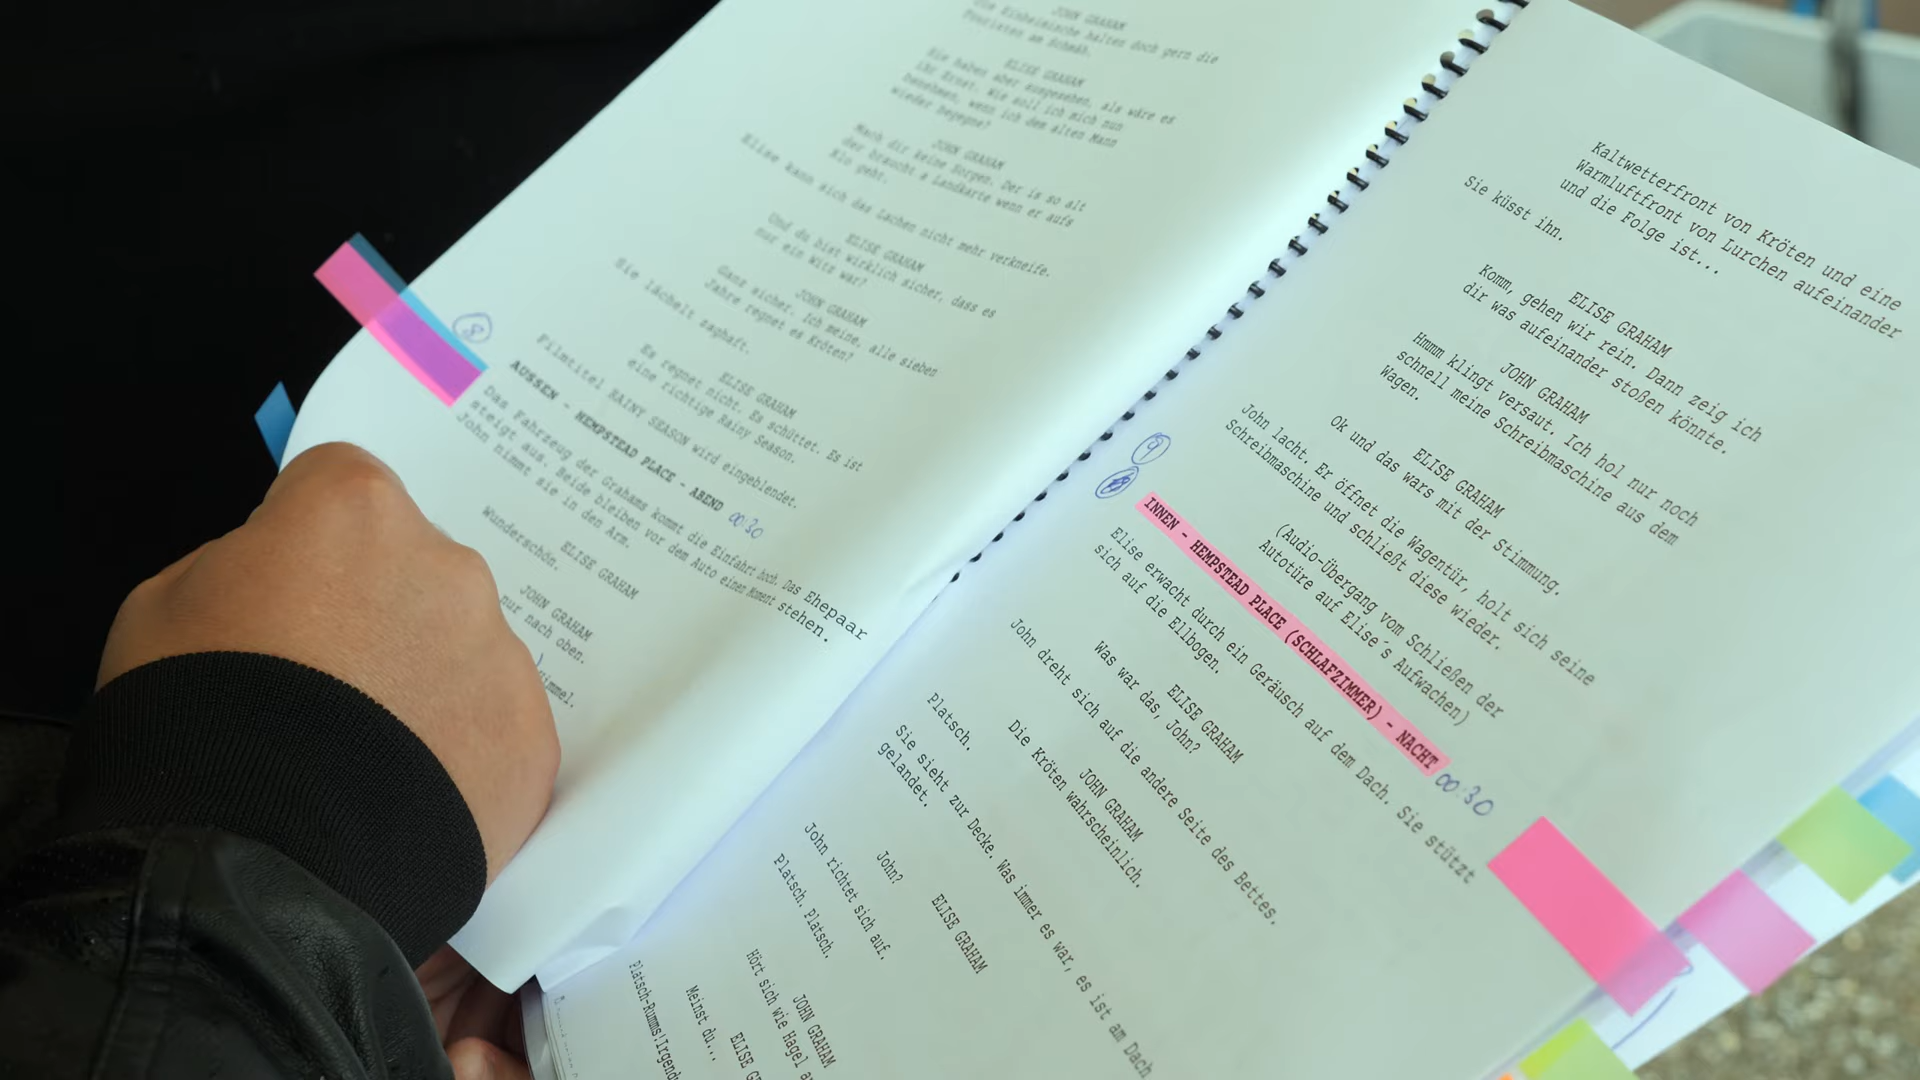 JOHN GRAHAM
Die Einheimische halten doch gern die
Touristen am Schmäh.
ELISE GRAHAM
Sie haben aber ausgesehen, als wäre es
ihr Ernst. Wie soll ich mich nun
benehmen, wenn ich dem alten Mann
wieder begegne?
JOHN GRAHAM
Mach dir keine Sorgen. Der is so alt
der braucht a Landkarte wenn er aufs
Klo geht.
Elise kann sich das Lachen nicht mehr verkneife.
ELISE GRAHAM
Und du bist wirklich sicher, dass es
nur ein Witz war?
JOHN GRAHAM
Ganz sicher. Ich meine, alle sieben
Jahre regnet es Kröten?
Sie lächelt zaghaft.
ELISE GRAHAM
Es regnet nicht. Es schüttet. Es ist
eine richtige Rainy Season.
Filmtitel RAINY SEASON wird eingeblendet.
8
AUSSEN - HEMPSTEAD PLACE - ABEND 00:30
Das Fahrzeug der Grahams kommt die Einfahrt hoch. Das Ehepaar
steigt aus. Beide bleiben vor dem Auto einen Moment stehen.
John nimmt sie in den Arm.
ELISE GRAHAM
Wunderschön.
JOHN GRAHAM
nur nach oben.
Kaltwetterfront von Kröten und eine
Warmluftfront von Lurchen aufeinander
und die Folge ist...
Sie küsst ihn.
ELISE GRAHAM
Komm, gehen wir rein. Dann zeig ich
dir was aufeinander stoßen könnte.
JOHN GRAHAM
Hmmm klingt versaut. Ich hol nur noch
schnell meine Schreibmaschine aus dem
Wagen.
ELISE GRAHAM
Ok und das wars mit der Stimmung.
John lacht. Er öffnet die Wagentür, holt sich seine
Schreibmaschine und schließt diese wieder.
(Audio-Übergang vom Schließen der
Autotüre auf Elise´s Aufwachen)
9
INNEN - HEMPSTEAD PLACE (SCHLAFZIMMER) - NACHT 00:30
Elise erwacht durch ein Geräusch auf dem Dach. Sie stützt
sich auf die Ellbogen.
ELISE GRAHAM
Was war das, John?
John dreht sich auf die andere Seite des Bettes.
JOHN GRAHAM
Die Kröten wahrscheinlich.
Platsch.
Sie sieht zur Decke. Was immer es war, es ist am Dach
gelandet.
ELISE GRAHAM
John?
John richtet sich auf.
Platsch. Platsch.
JOHN GRAHAM
Hört sich wie Hagel
ELISE
Meinst du...
Platsch-Rumms!